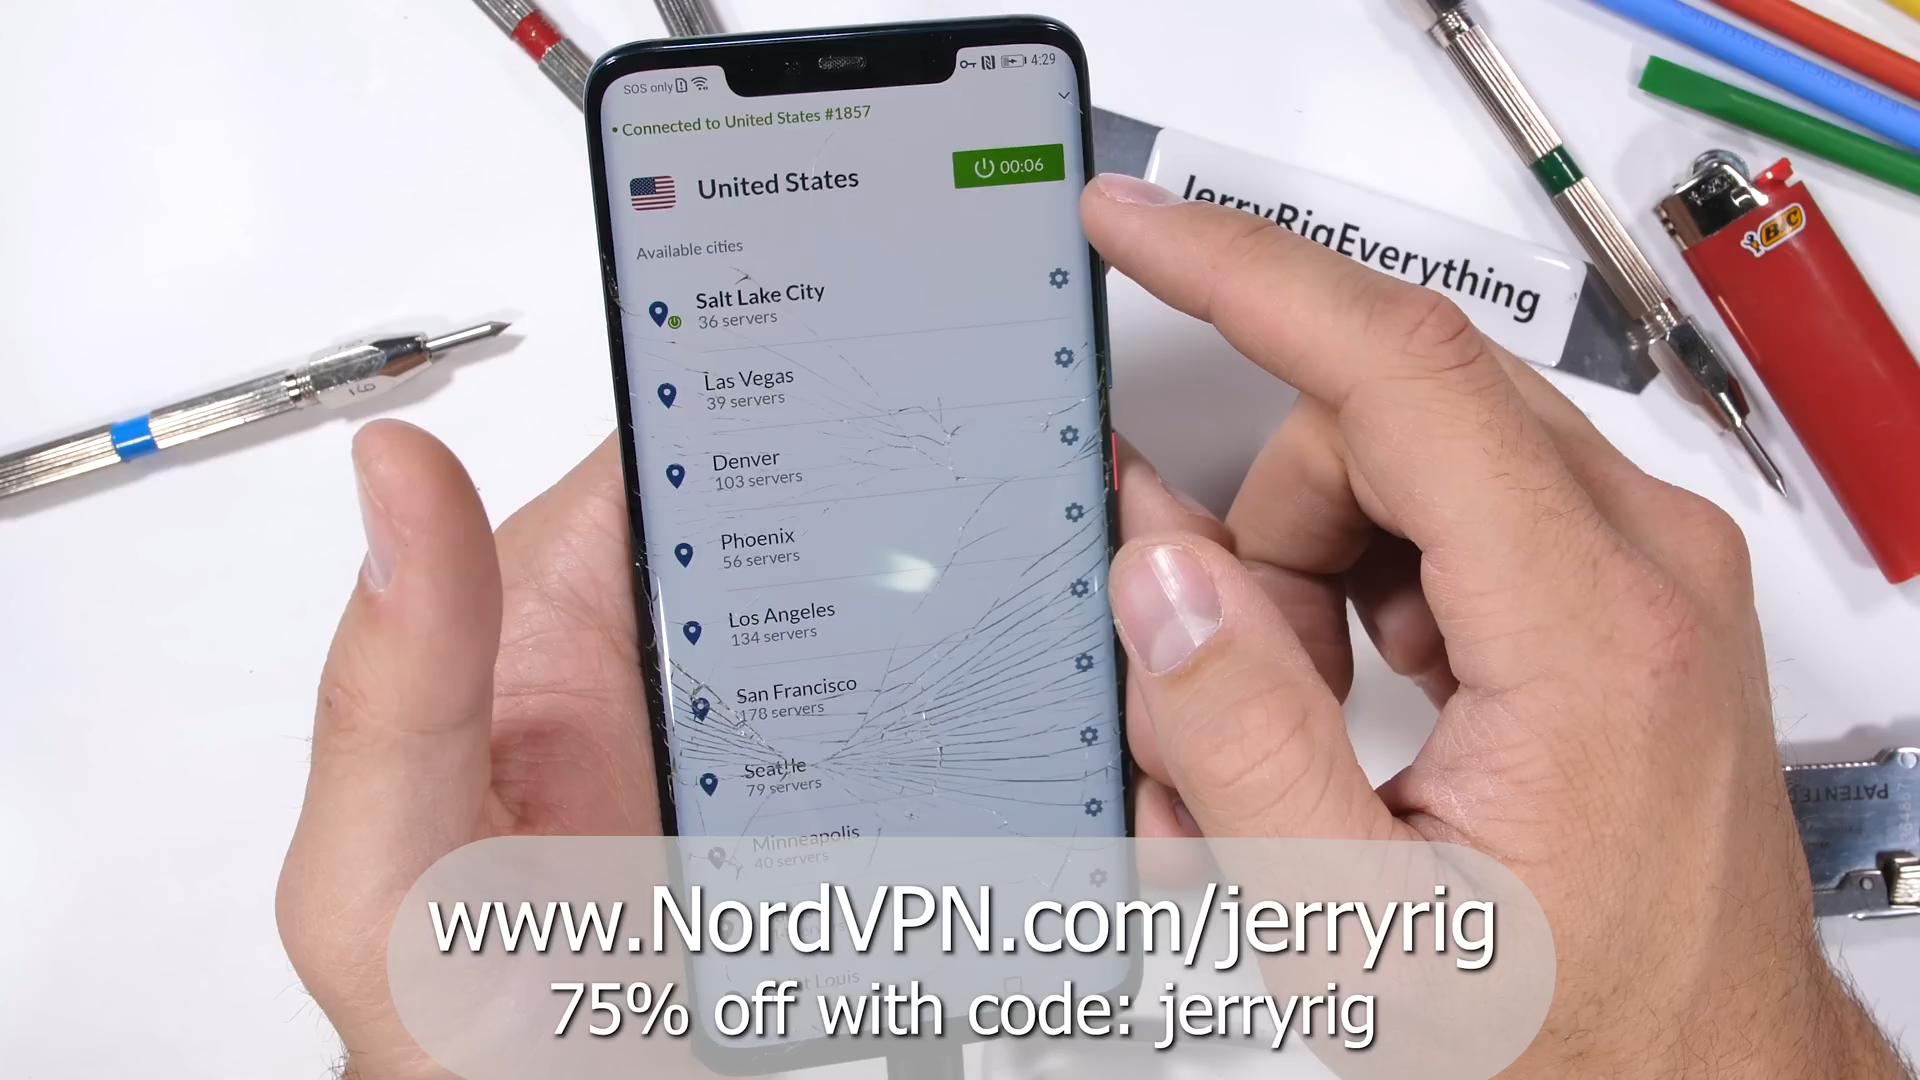 SOS only
4:29
• Connected to United States #1857
United States
00:06
Available cities
Salt Lake City
36 servers
Las Vegas
39 servers
Denver
103 servers
Phoenix
56 servers
Los Angeles
134 servers
San Francisco
178 servers
Seattle
79 servers
Minneapolis
40 servers
Louis
JerryRigEverything
BIC
PATENTED
www.NordVPN.com/jerryrig
75% off with code: jerryrig